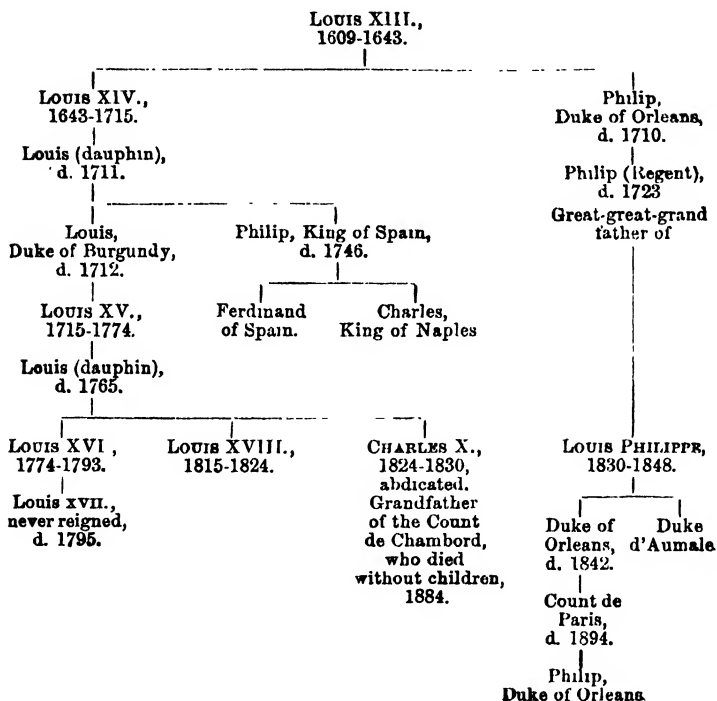 Louis XIII.,
1609-1643.
Louis XIV.,
1643-1715.
Philip,
Duke of Orleans,
d. 1710.
Louis (dauphin),
d. 1711.
Philip (Regent),
d. 1723
Great-great-grand
father of
Louis,
Duke of Burgundy,
d. 1712.
Philip, King of Spain,
d. 1746.
Louis XV.,
1715-1774.
Ferdinand
of Spain.
Charles,
King of Naples
Louis (dauphin),
d. 1765.
Louis XVI ,
1774-1793.
Louis XVIII.,
1815-1824.
Charles X.,
1824-1830,
abdicated.
Grandfather
of the Count
de Chambord,
who died
without children,
1884.
Louis Philippe,
1830-1848.
Louis XVII.,
never reigned,
d. 1795.
Duke of
Orleans,
d. 1842.
Duke
d'Aumale
Count de
Paris,
d. 1894.
Philip,
Duke of Orleans